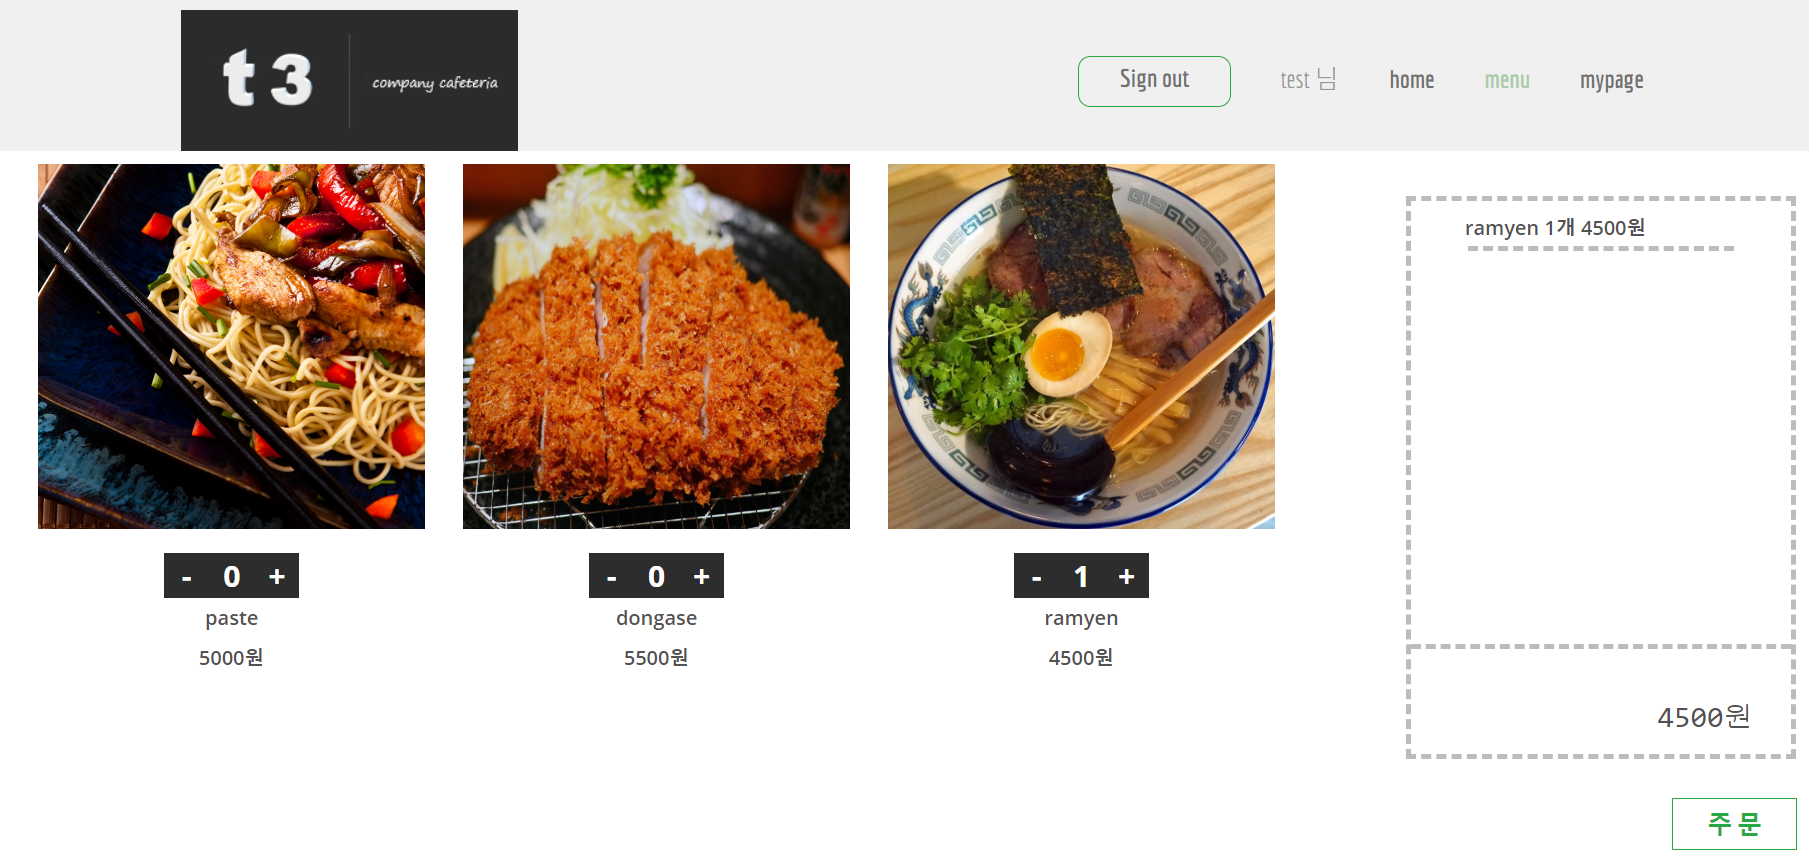 t3
company cafeteria
Sign out
test 님
home
menu
mypage
- 0 +
paste
5000원
- 0 +
dongase
5500원
- 1 +
ramyen
4500원
ramyen 1개 4500원
4500원
주 문